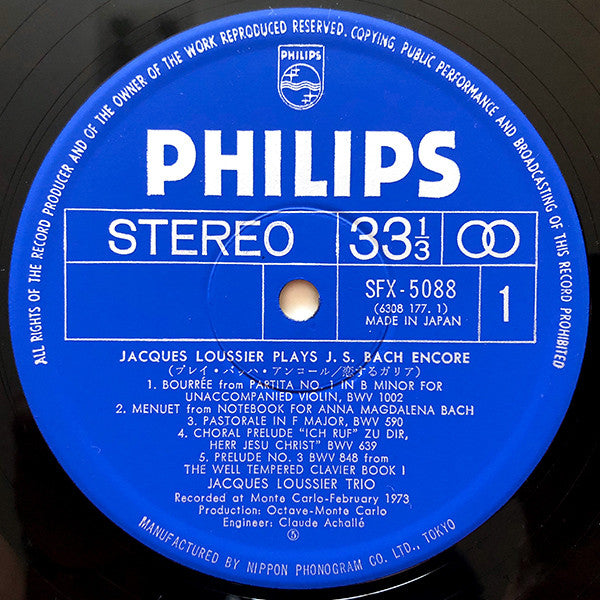 ALL RIGHTS OF THE RECORD PRODUCER AND OF THE OWNER OF THE WORK REPRODUCED RESERVED. COPYING, PUBLIC PERFORMANCE AND BROADCASTING OF THIS RECORD PROHIBITED
PHILIPS
PHILIPS
STEREO 33⅓
SFX-5088 1
(6308 177. 1)
MADE IN JAPAN
JACQUES LOUSSIER PLAYS J. S. BACH ENCORE
(プレイ・バッハ・アンコール/恋するガリア)
1. BOURRÉE from PARTITA NO. 1 IN B MINOR FOR
UNACCOMPANIED VIOLIN, BWV 1002
2. MENUET from NOTEBOOK FOR ANNA MAGDALENA BACH
3. PASTORALE IN F MAJOR, BWV 590
4. CHORAL PRELUDE "ICH RUF" ZU DIR,
HERR JESU CHRIST" BWV 639
5. PRELUDE NO. 3 BWV 848 from
THE WELL TEMPERED CLAVIER BOOK I
JACQUES LOUSSIER TRIO
Recorded at Monte Carlo-February 1973
Production: Octave-Monte Carlo
Engineer: Claude Achallé
MANUFACTURED BY NIPPON PHONOGRAM CO. LTD., TOKYO